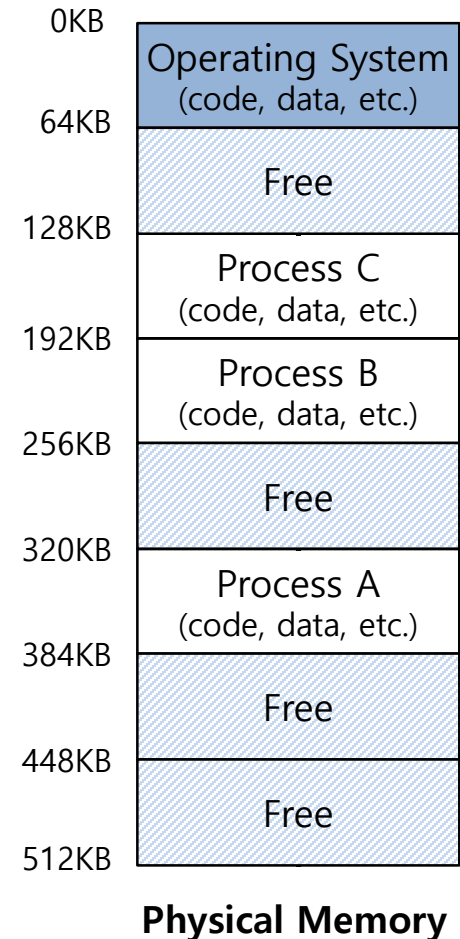 0KB
Operating System
(code, data, etc.)
64KB
Free
128KB
Process C
(code, data, etc.)
192KB
Process B
(code, data, etc.)
256KB
Free
320KB
Process A
(code, data, etc.)
384KB
Free
448KB
Free
512KB
Physical Memory